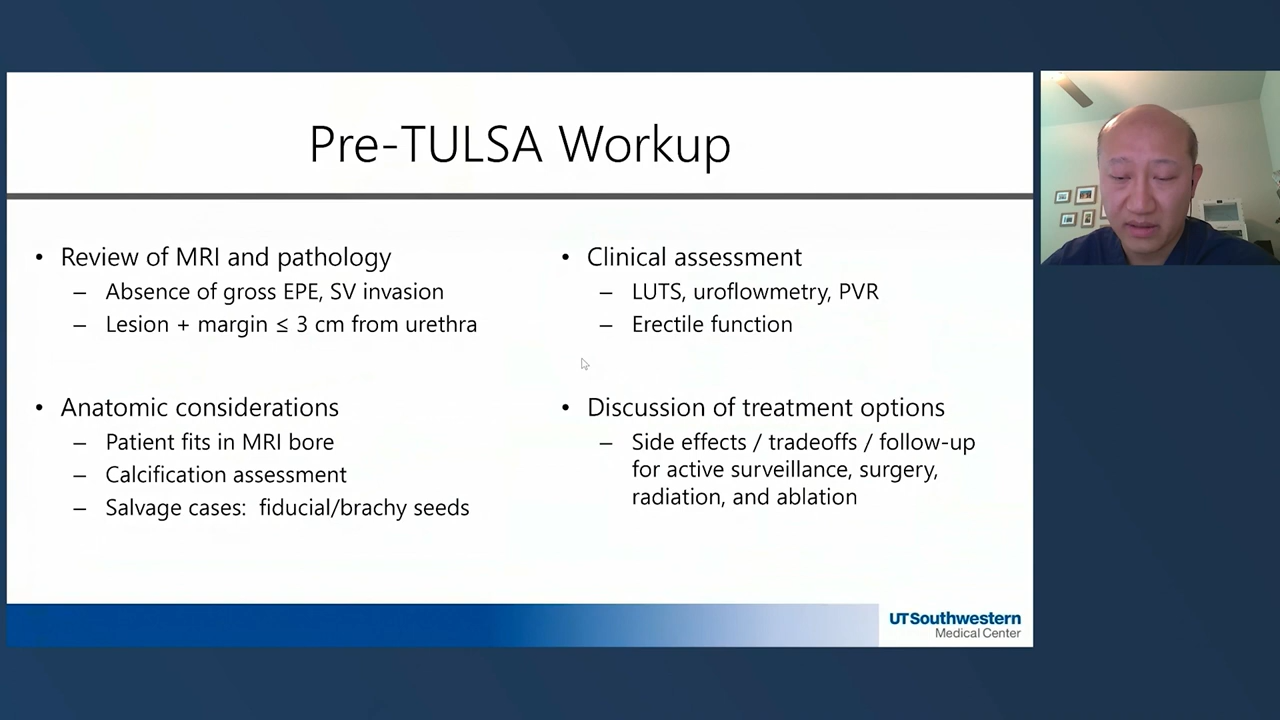 Pre-TULSA Workup
• Review of MRI and pathology
– Absence of gross EPE, SV invasion
– Lesion + margin ≤ 3 cm from urethra
• Anatomic considerations
– Patient fits in MRI bore
– Calcification assessment
– Salvage cases:  fiducial/brachy seeds
• Clinical assessment
– LUTS, uroflowmetry, PVR
– Erectile function
• Discussion of treatment options
– Side effects / tradeoffs / follow-up
for active surveillance, surgery,
radiation, and ablation
UTSouthwestern
Medical Center